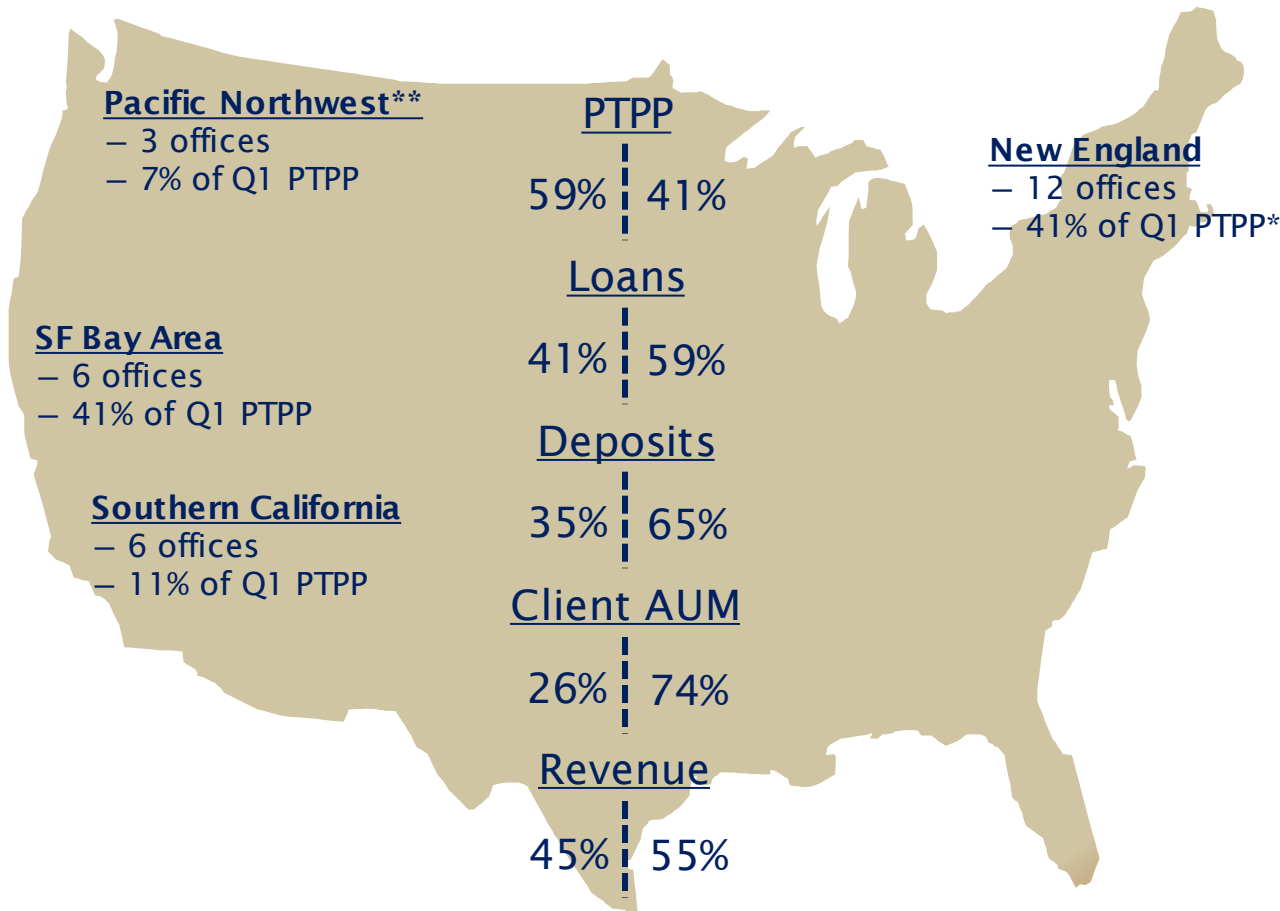 Pacific Northwest**
— 3 offices
— 7% of Q1 PTPP
SF Bay Area
— 6 offices
— 41% of Q1 PTPP
Southern California
— 6 offices
— 11% of Q1 PTPP
PTPP
59% 41%
Loans
41% 59%
Deposits
35% 65%
Client AUM
26% 74%
Revenue
45% 55%
New England
— 12 offices
— 41% of Q1 PTPP*